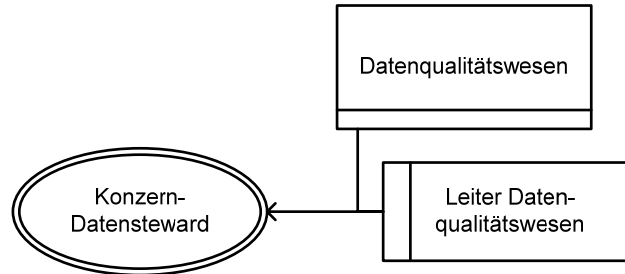 Datenqualitätswesen
Konzern-
Datensteward
Leiter Daten-
qualitätswesen